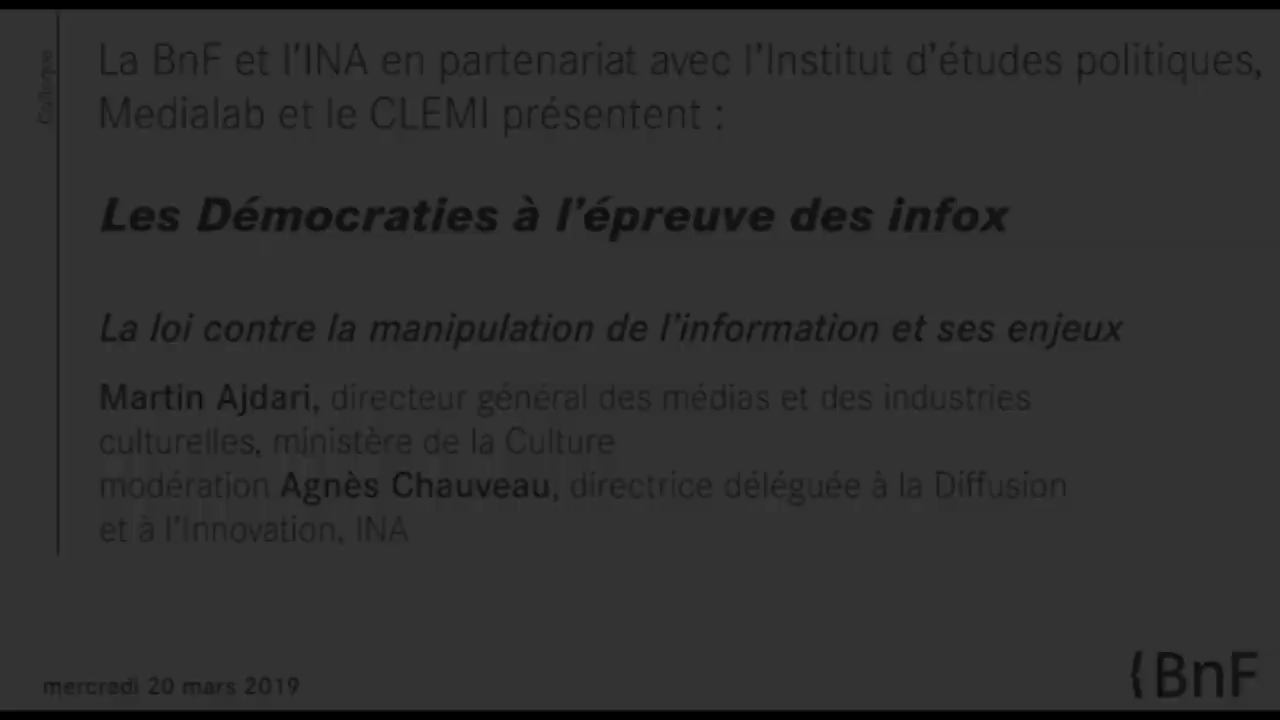 Colloque
La BnF et l'INA en partenariat avec l'Institut d'études politiques,
Medialab et le CLEMI présentent :
Les Démocraties à l'épreuve des infox
La loi contre la manipulation de l'information et ses enjeux
Martin Ajdari, directeur général des médias et des industries
culturelles, ministère de la Culture
modération Agnès Chauveau, directrice déléguée à la Diffusion
et à l'Innovation, INA
mercredi 20 mars 2019
{BnF